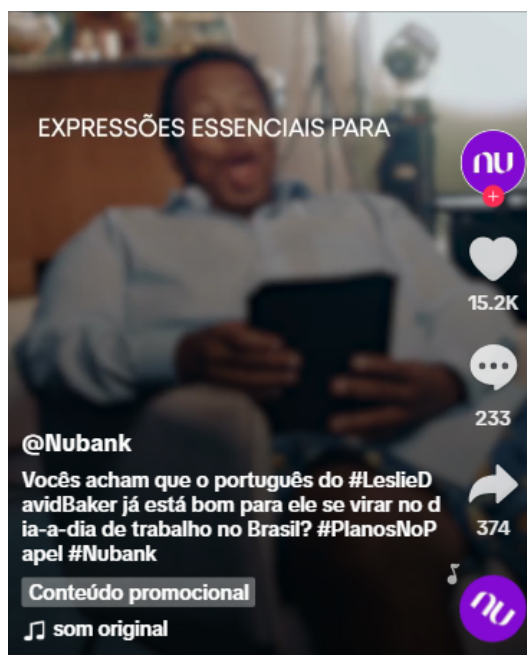 EXPRESSÕES ESSENCIAIS PARA
nu
15.2K
233
@Nubank
Vocês acham que o português do #LeslieD
avidBaker já está bom para ele se virar no d
ia-a-dia de trabalho no Brasil? #PlanosNoP
apel #Nubank
374
Conteúdo promocional
som original
nu